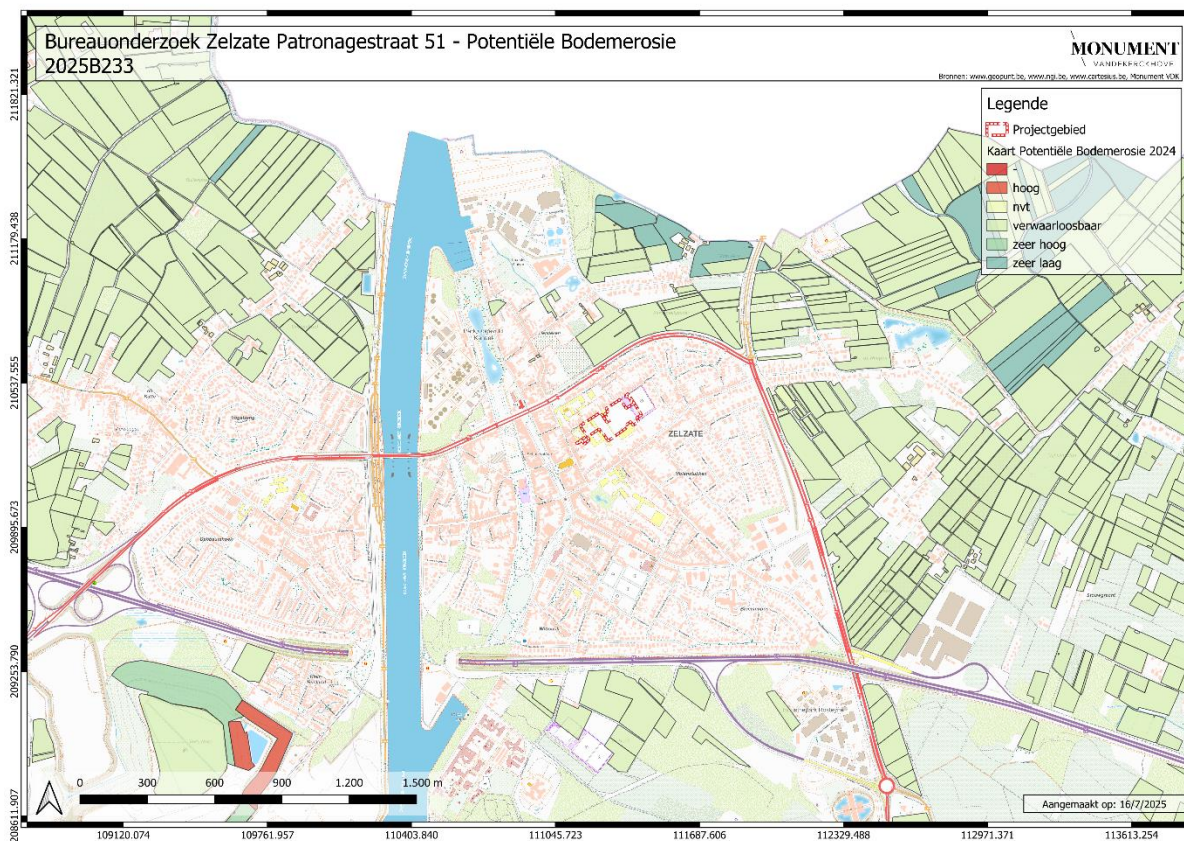 Bureauonderzoek Zelzate Patronagestraat 51 - Potentiële Bodemerosie
2025B233
MONUMENT
VANDEKERCKHOVE
Bronnen: www.geopunt.be, www.ngi.be, www.cartesius.be, Monument VDK
Legende
Projectgebied
Kaart Potentiële Bodemerosie 2024
-
hoog
nvt
verwaarloosbaar
zeer hoog
zeer laag
211821.321
211179.438
210537.555
209895.673
209253.790
208611.907
ZELZATE
0 300 600 900 1.200 1.500 m
Aangemaakt op: 16/7/2025
109120.074 109761.957 110403.840 111045.723 111687.606 112329.488 112971.371 113613.254